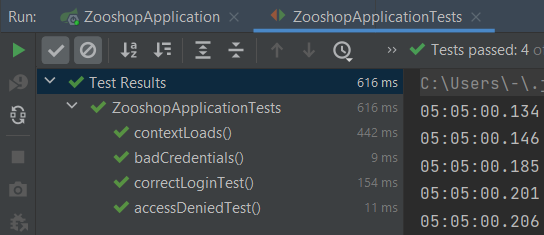 Run: ZooshopApplication ZooshopApplicationTests
» Tests passed: 4 o
Test Results 616 ms
ZooshopApplicationTests 616 ms
contextLoads() 442 ms
badCredentials() 9 ms
correctLoginTest() 154 ms
accessDeniedTest() 11 ms
C:\Users\-\.j
05:05:00.134
05:05:00.146
05:05:00.185
05:05:00.201
05:05:00.206